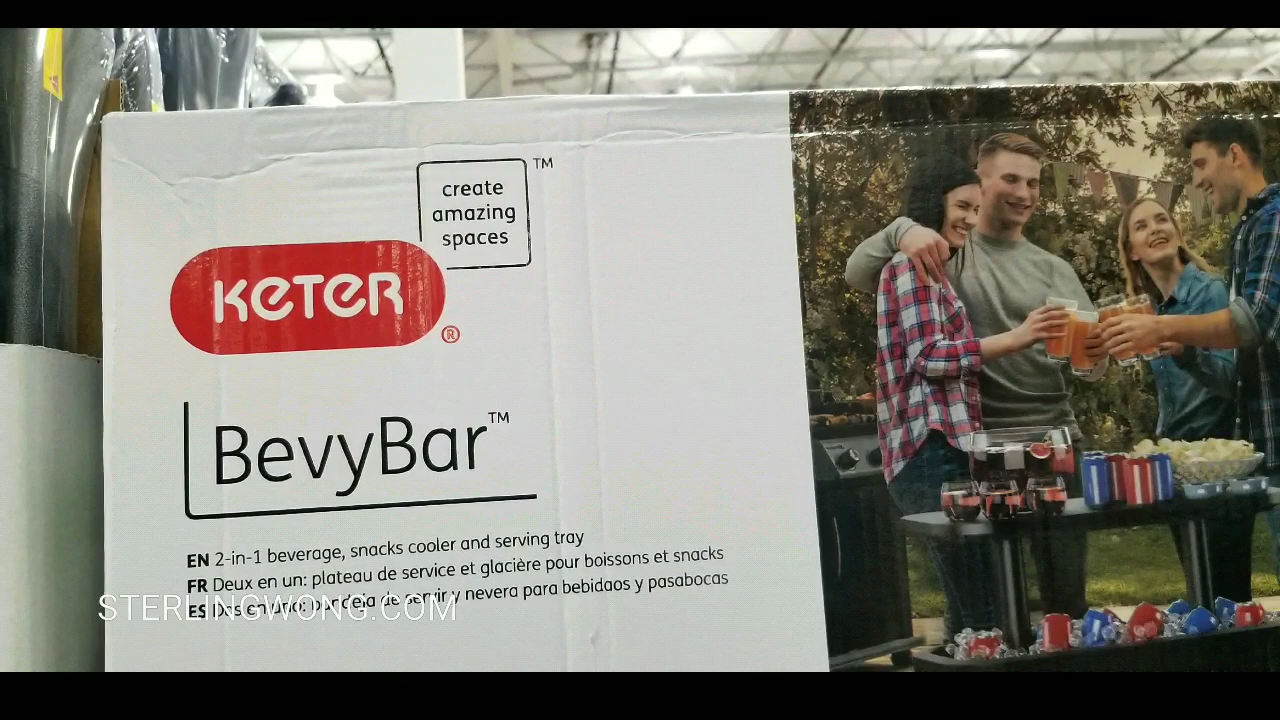 create
amazing
spaces
TM
KETER
®
BevyBar™
EN 2-in-1 beverage, snacks cooler and serving tray
FR Deux en un: plateau de service et glacière pour boissons et snacks
ES Dos en uno: bandeja de servir y nevera para bebidaos y pasabocas
STERLINGWONG.COM